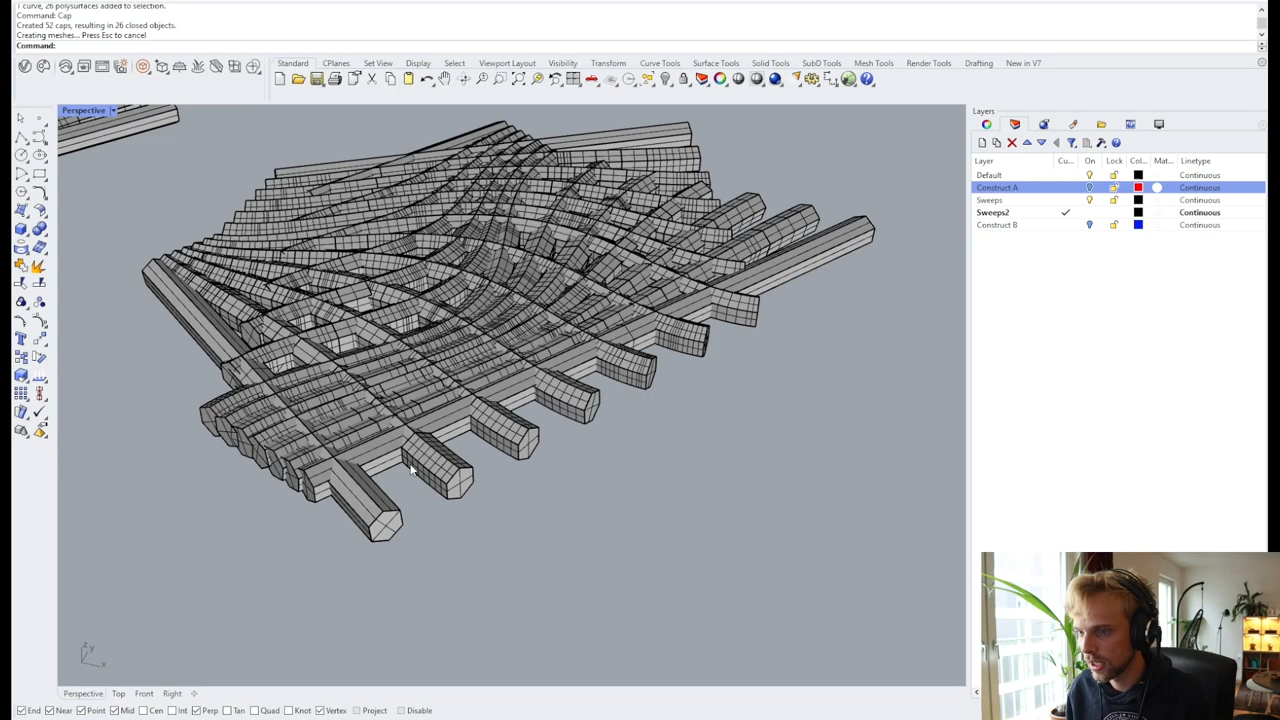 1 curve, 26 polysurfaces added to selection.
Command: Cap
Created 52 caps, resulting in 26 closed objects.
Creating meshes... Press Esc to cancel
Command:
Standard CPlanes Set View Display Select Viewport Layout Visibility Transform Curve Tools Surface Tools Solid Tools SubD Tools Mesh Tools Render Tools Drafting New in V7
Perspective
Layers
Layer Cu... On Lock Col... Mat... Linetype
Default Continuous
Construct A Continuous
Sweeps Continuous
Sweeps2 Continuous
Construct B Continuous
z y
x
Perspective Top Front Right
End Near Point Mid Cen Int Perp Tan Quad Knot Vertex Project Disable